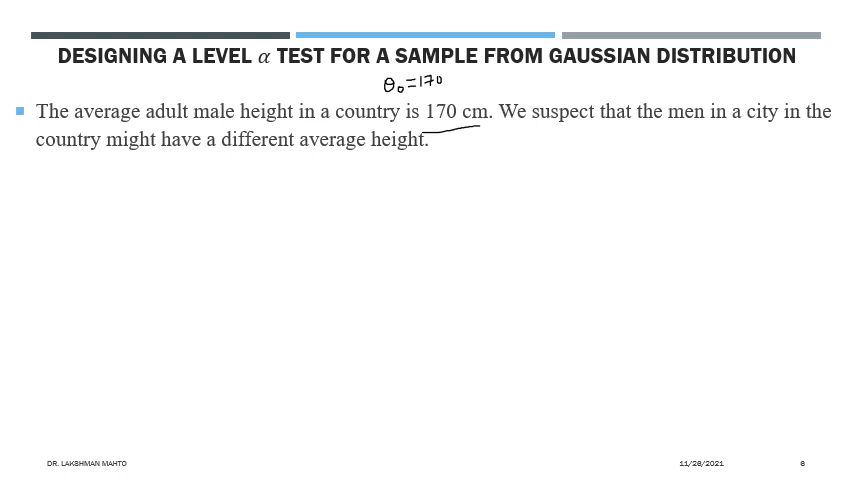 DESIGNING A LEVEL α TEST FOR A SAMPLE FROM GAUSSIAN DISTRIBUTION
θ₀=170
The average adult male height in a country is 170 cm. We suspect that the men in a city in the
country might have a different average height.
DR. LAKSHMAN MAHTO 11/26/2021 6